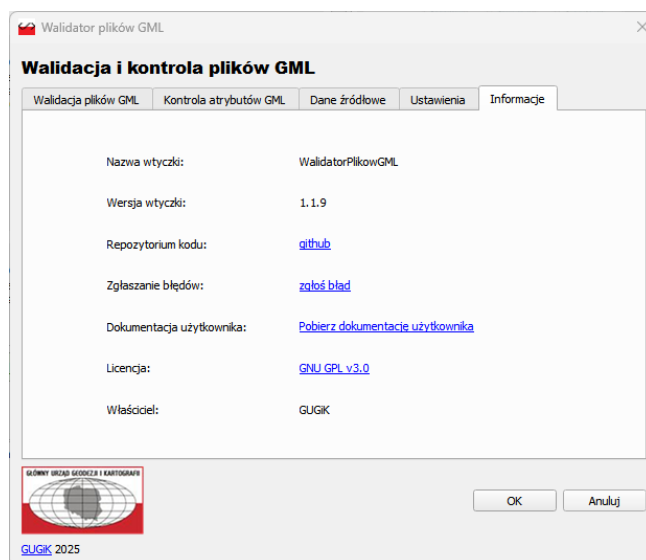 Walidator plików GML
Walidacja i kontrola plików GML
Walidacja plików GML Kontrola atrybutów GML Dane źródłowe Ustawienia Informacje
Nazwa wtyczki: WalidatorPlikowGML
Wersja wtyczki: 1.1.9
Repozytorium kodu: github
Zgłaszanie błędów: zgłoś błąd
Dokumentacja użytkownika: Pobierz dokumentację użytkownika
Licencja: GNU GPL v3.0
Właściciel: GUGiK
GŁÓWNY URZĄD GEODEZJI I KARTOGRAFII
OK Anuluj
GUGiK 2025